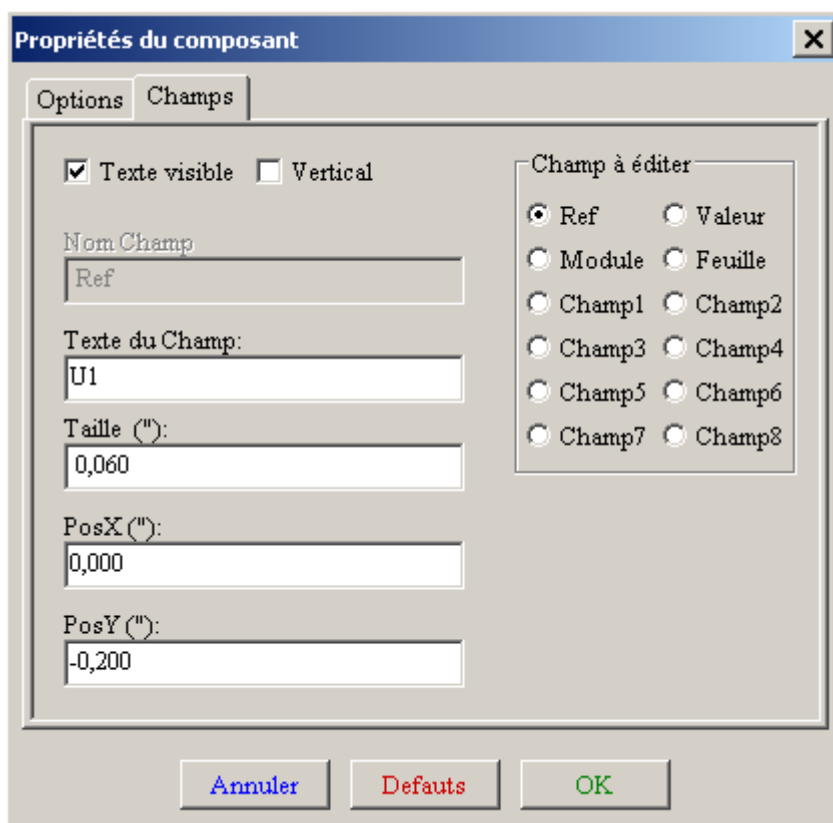 Propriétés du composant
Options Champs
Texte visible Vertical
Nom Champ
Ref
Texte du Champ:
U1
Taille ("):
0,060
PosX ("):
0,000
PosY ("):
-0,200
Champ à éditer
Ref Valeur
Module Feuille
Champ1 Champ2
Champ3 Champ4
Champ5 Champ6
Champ7 Champ8
Annuler Defauts OK